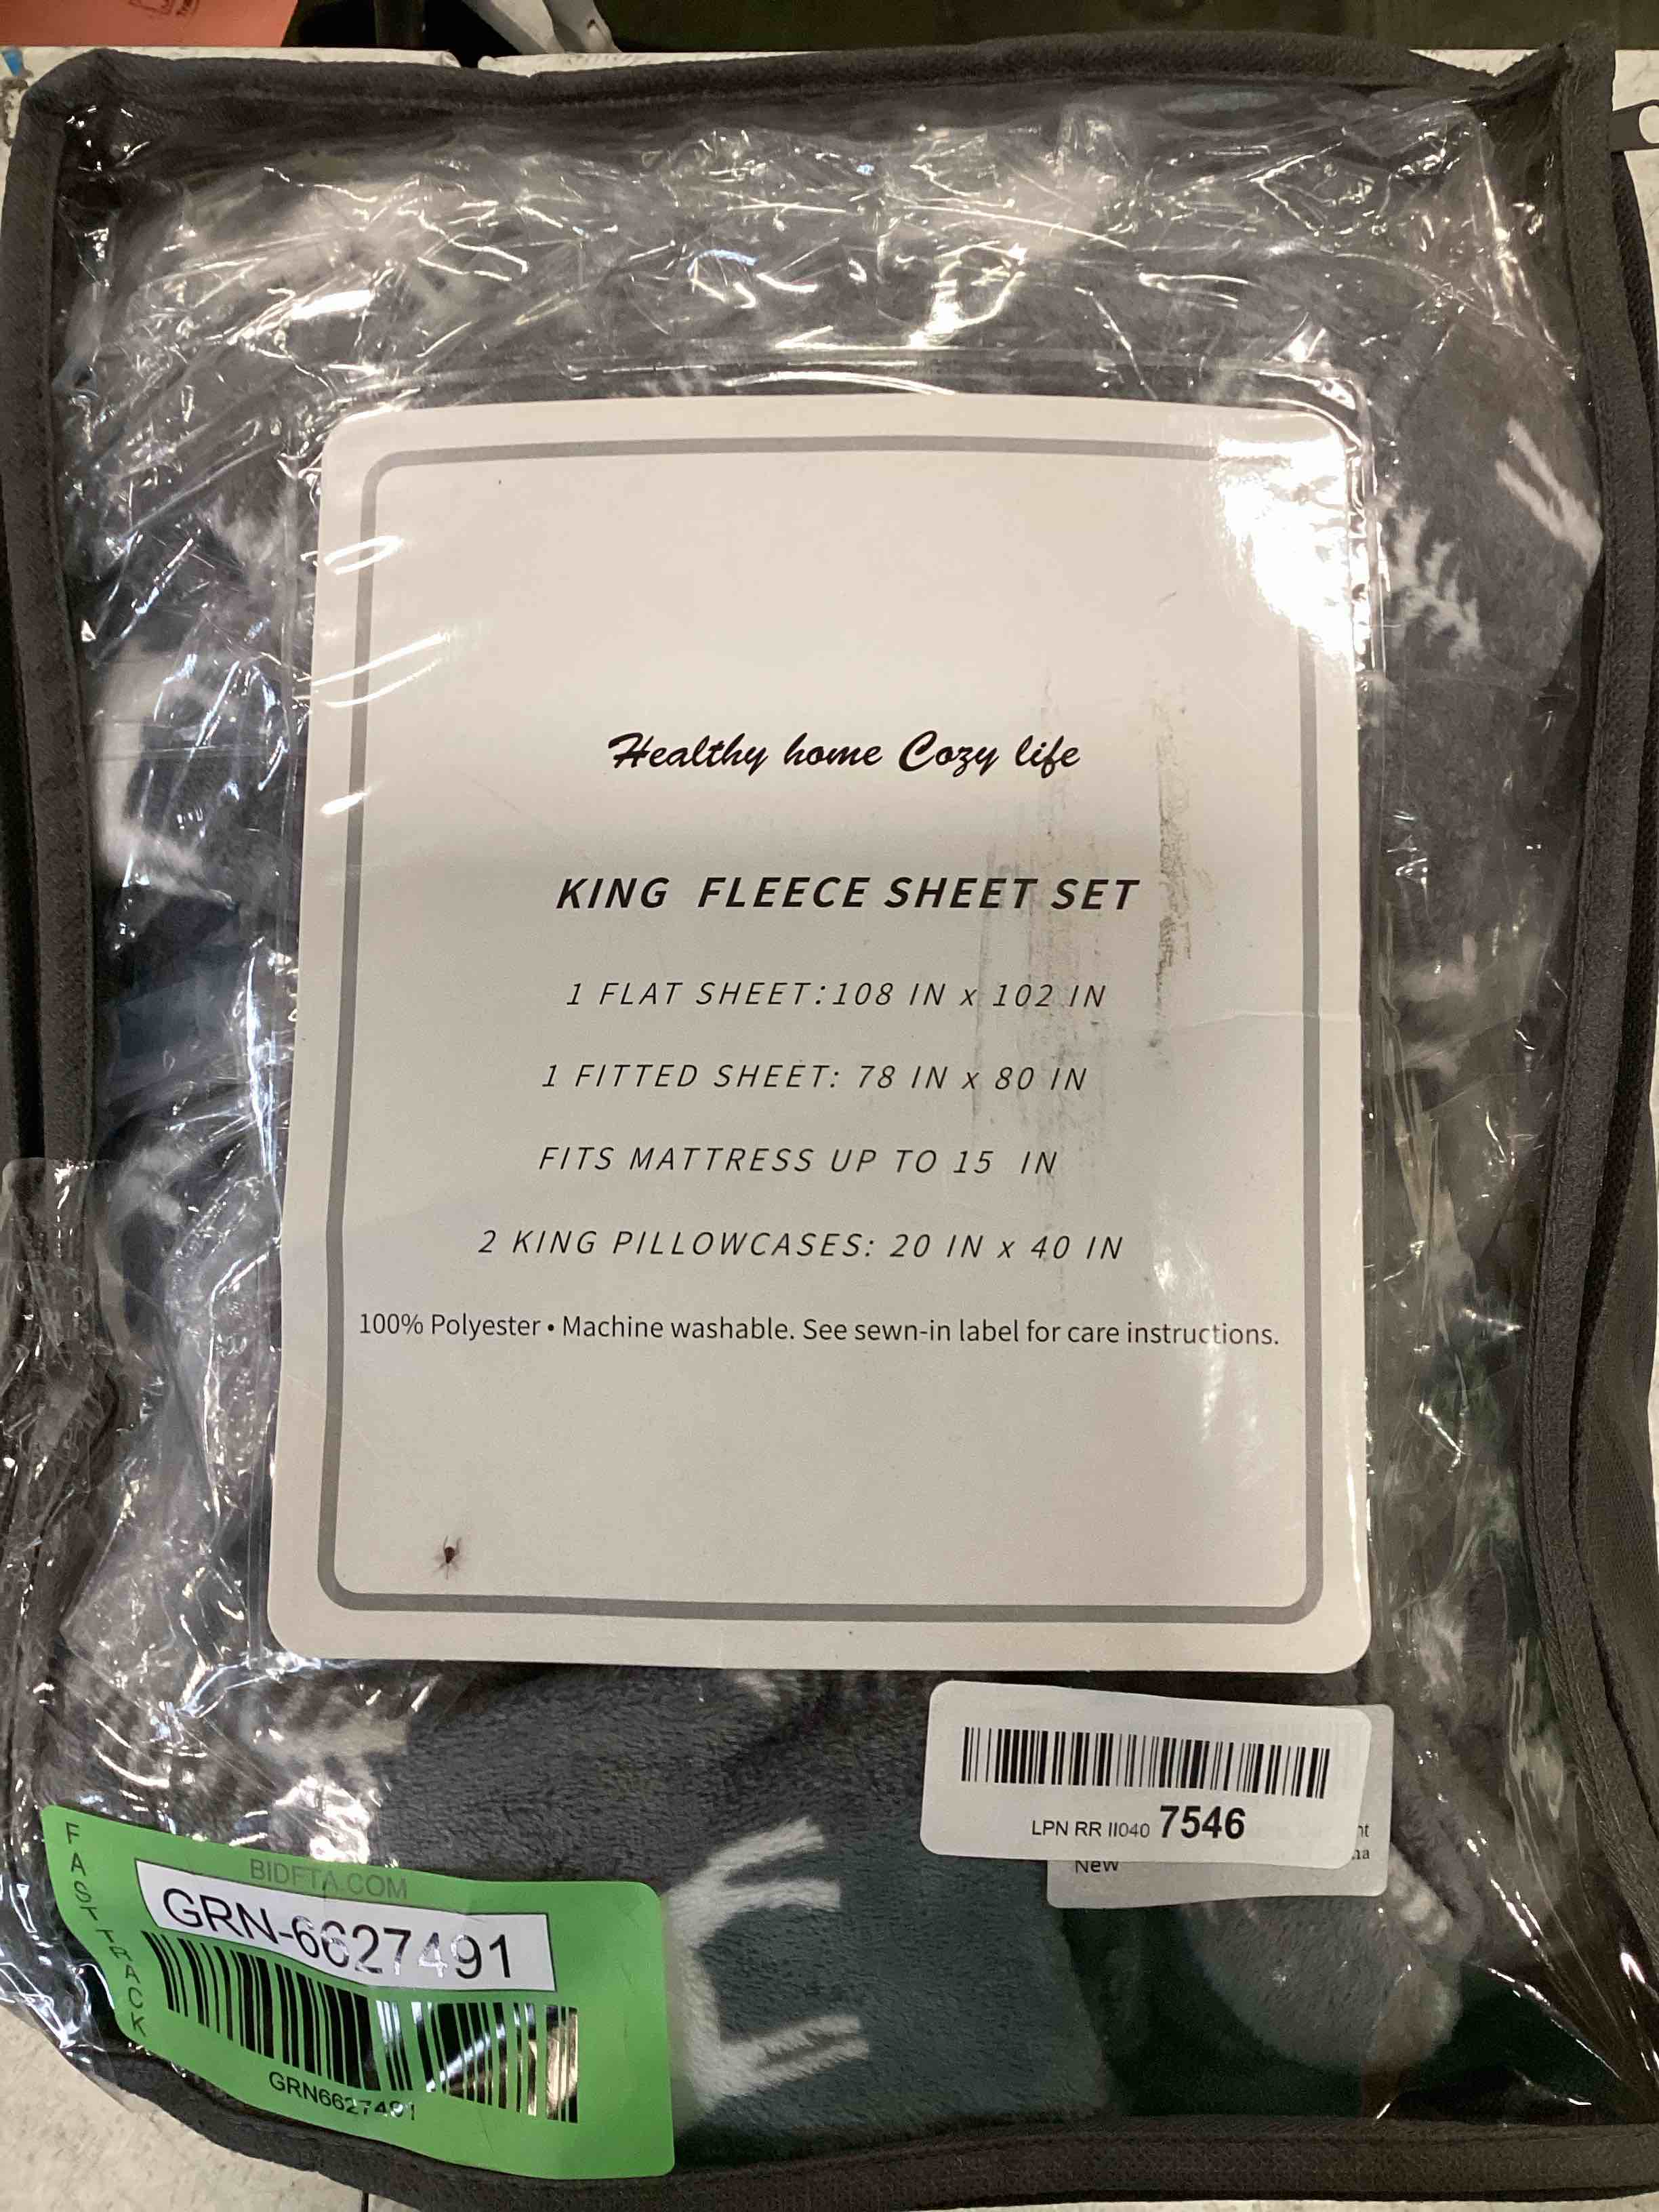 Healthy home Cozy life
KING FLEECE SHEET SET
1 FLAT SHEET:108 IN x 102 IN
1 FITTED SHEET: 78 IN x 80 IN
FITS MATTRESS UP TO 15 IN
2 KING PILLOWCASES: 20 IN x 40 IN
100% Polyester • Machine washable. See sewn-in label for care instructions.
LPN RR II040 7546
New
FAST TRACK
BIDFTA.COM
GRN-6627491
GRN6627491